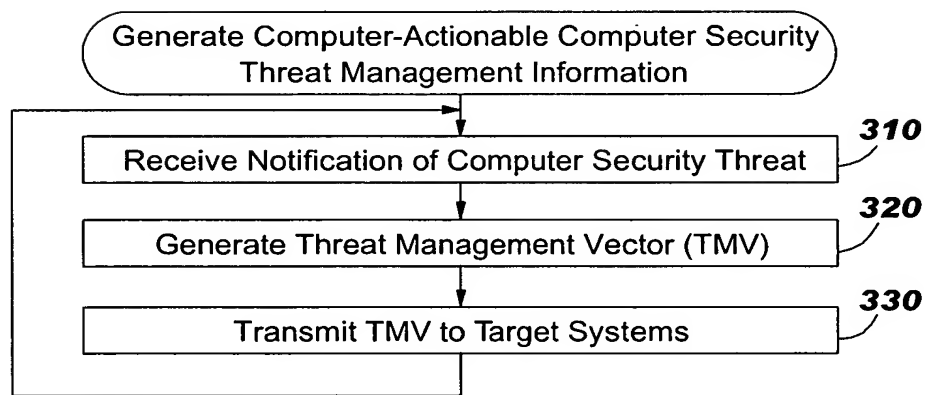 Generate Computer-Actionable Computer Security
Threat Management Information
310
Receive Notification of Computer Security Threat
320
Generate Threat Management Vector (TMV)
330
Transmit TMV to Target Systems